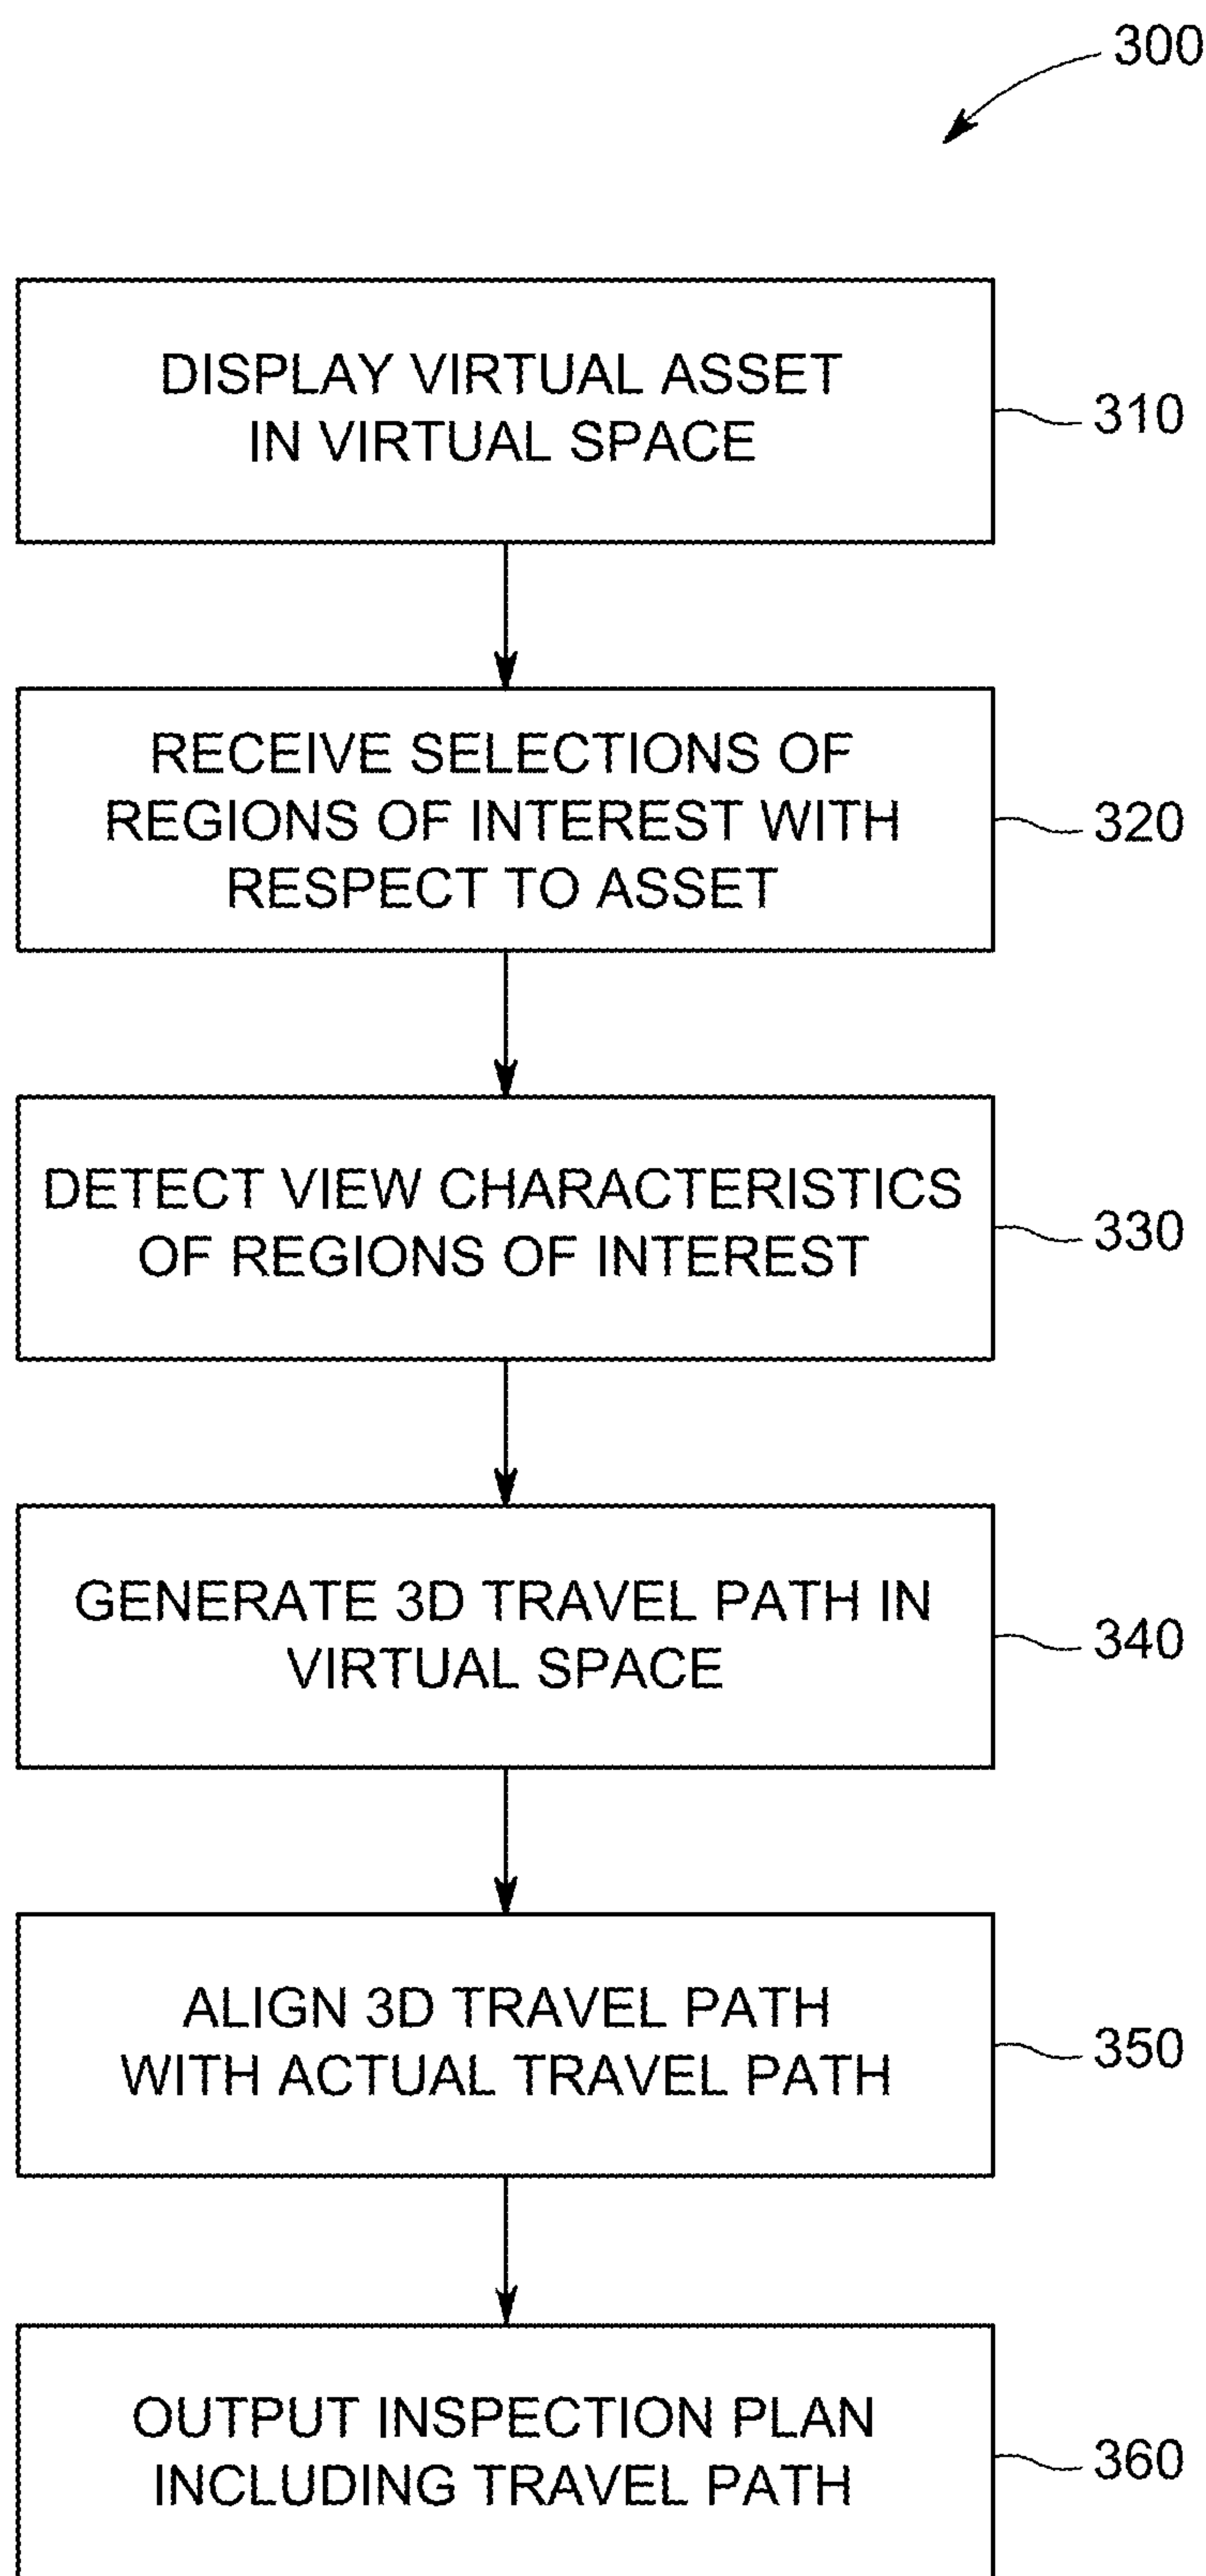 300
DISPLAY VIRTUAL ASSET
IN VIRTUAL SPACE
310
RECEIVE SELECTIONS OF
REGIONS OF INTEREST WITH
RESPECT TO ASSET
320
DETECT VIEW CHARACTERISTICS
OF REGIONS OF INTEREST
330
GENERATE 3D TRAVEL PATH IN
VIRTUAL SPACE
340
ALIGN 3D TRAVEL PATH
WITH ACTUAL TRAVEL PATH
350
OUTPUT INSPECTION PLAN
INCLUDING TRAVEL PATH
360